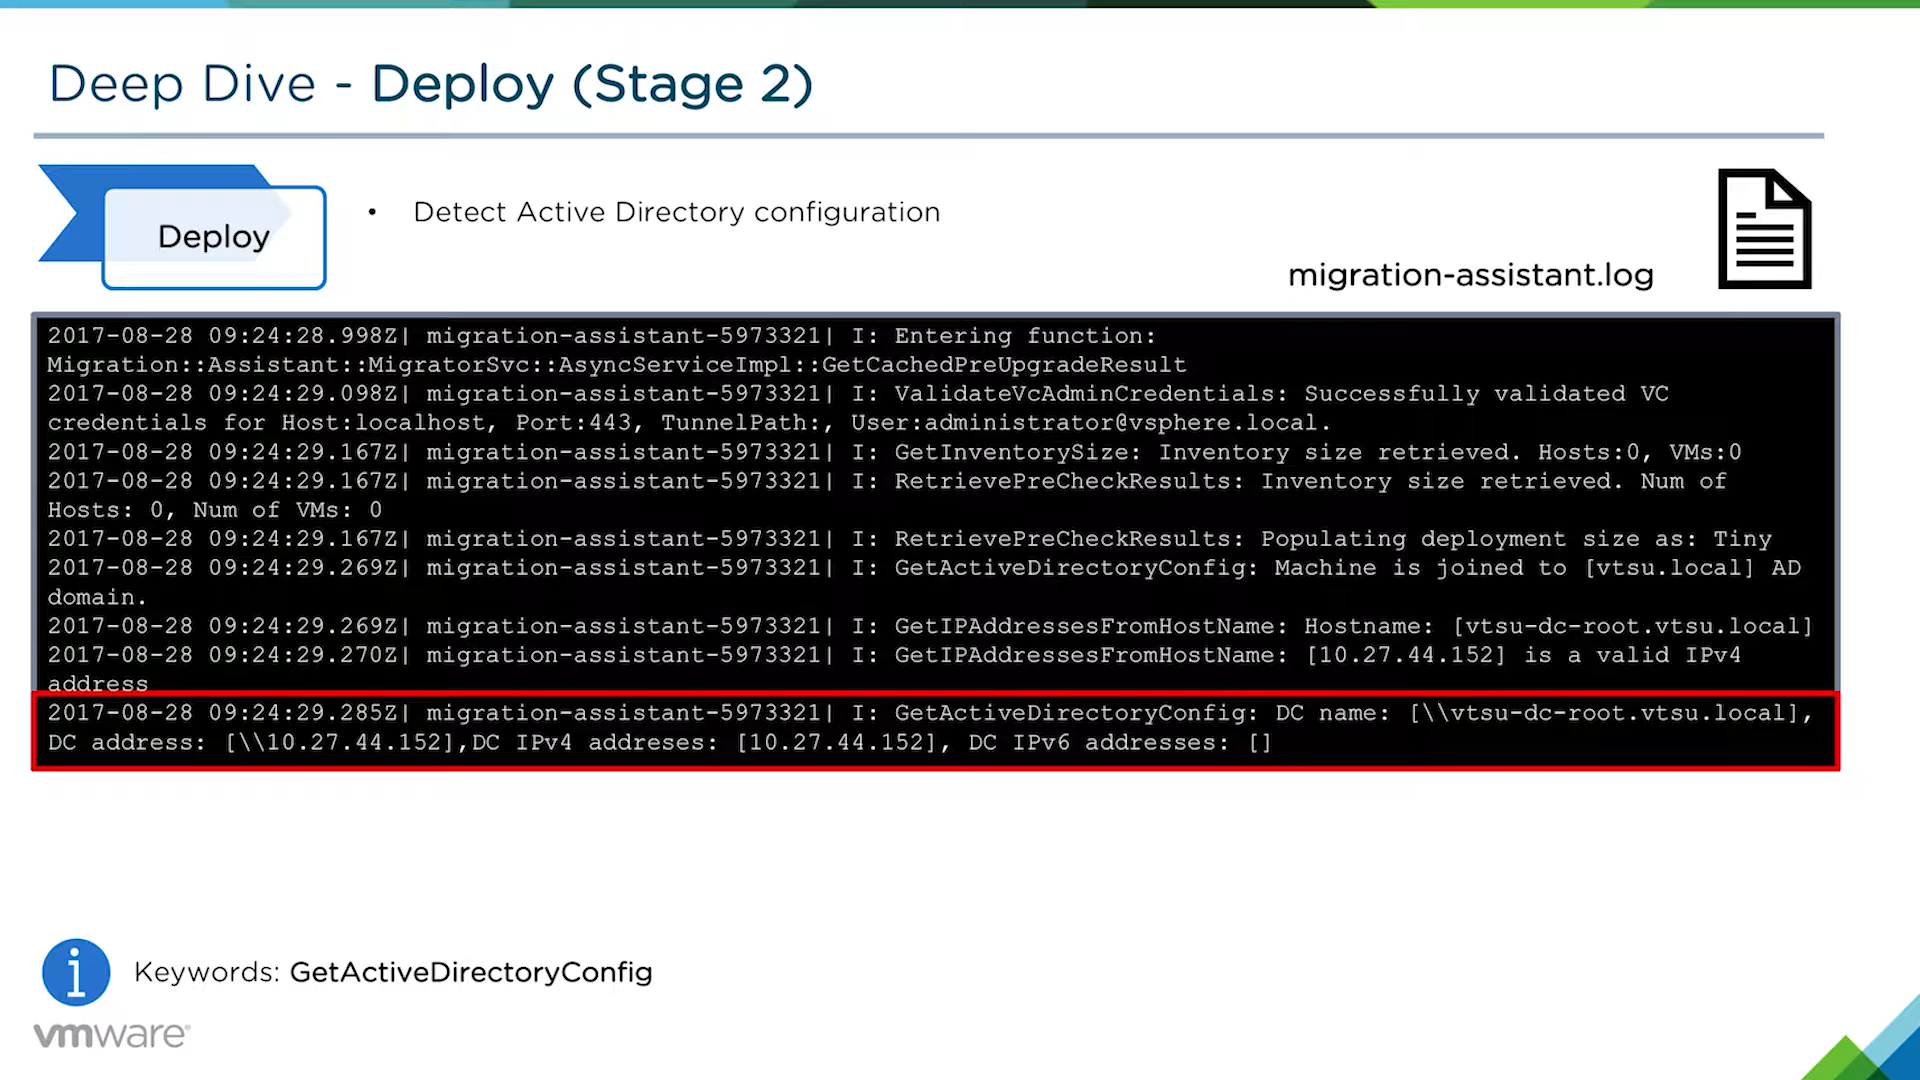 Deep Dive - Deploy (Stage 2)
Deploy
• Detect Active Directory configuration
migration-assistant.log
2017-08-28 09:24:28.998Z| migration-assistant-5973321| I: Entering function:
Migration::Assistant::MigratorSvc::AsyncServiceImpl::GetCachedPreUpgradeResult
2017-08-28 09:24:29.098Z| migration-assistant-5973321| I: ValidateVcAdminCredentials: Successfully validated VC
credentials for Host:localhost, Port:443, TunnelPath:, User:administrator@vsphere.local.
2017-08-28 09:24:29.167Z| migration-assistant-5973321| I: GetInventorySize: Inventory size retrieved. Hosts:0, VMs:0
2017-08-28 09:24:29.167Z| migration-assistant-5973321| I: RetrievePreCheckResults: Inventory size retrieved. Num of
Hosts: 0, Num of VMs: 0
2017-08-28 09:24:29.167Z| migration-assistant-5973321| I: RetrievePreCheckResults: Populating deployment size as: Tiny
2017-08-28 09:24:29.269Z| migration-assistant-5973321| I: GetActiveDirectoryConfig: Machine is joined to [vtsu.local] AD
domain.
2017-08-28 09:24:29.269Z| migration-assistant-5973321| I: GetIPAddressesFromHostName: Hostname: [vtsu-dc-root.vtsu.local]
2017-08-28 09:24:29.270Z| migration-assistant-5973321| I: GetIPAddressesFromHostName: [10.27.44.152] is a valid IPv4
address
2017-08-28 09:24:29.285Z| migration-assistant-5973321| I: GetActiveDirectoryConfig: DC name: [\\vtsu-dc-root.vtsu.local],
DC address: [\\10.27.44.152],DC IPv4 addreses: [10.27.44.152], DC IPv6 addresses: []
Keywords: GetActiveDirectoryConfig
vmware®